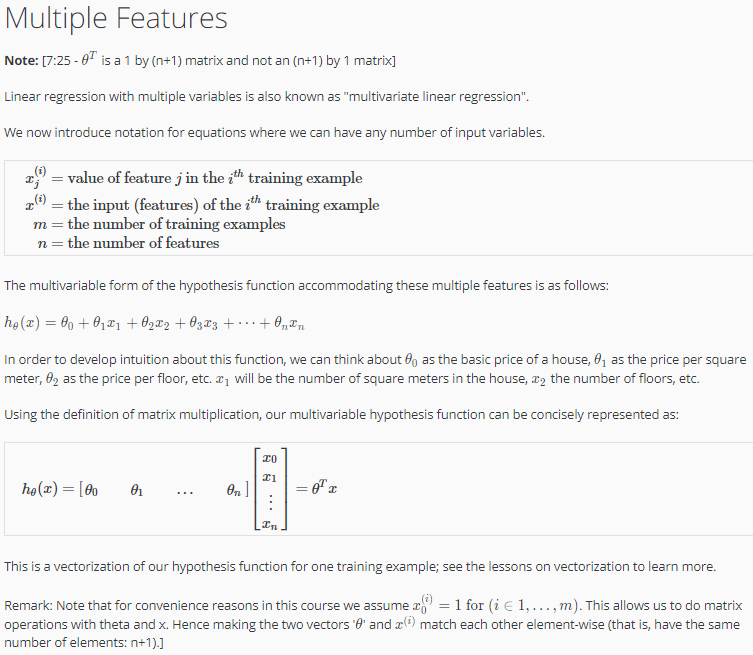 Multiple Features
Note: [7:25 - θ^T is a 1 by (n+1) matrix and not an (n+1) by 1 matrix]
Linear regression with multiple variables is also known as "multivariate linear regression".
We now introduce notation for equations where we can have any number of input variables.
x_j^(i) = value of feature j in the i^th training example
x^(i) = the input (features) of the i^th training example
m = the number of training examples
n = the number of features
The multivariable form of the hypothesis function accommodating these multiple features is as follows:
h_θ(x) = θ_0 + θ_1x_1 + θ_2x_2 + θ_3x_3 + ⋯ + θ_nx_n
In order to develop intuition about this function, we can think about θ_0 as the basic price of a house, θ_1 as the price per square
meter, θ_2 as the price per floor, etc. x_1 will be the number of square meters in the house, x_2 the number of floors, etc.
Using the definition of matrix multiplication, our multivariable hypothesis function can be concisely represented as:
h_θ(x) = [θ_0 θ_1 … θ_n] [x_0 x_1 ⋮ x_n] = θ^T x
This is a vectorization of our hypothesis function for one training example; see the lessons on vectorization to learn more.
Remark: Note that for convenience reasons in this course we assume x_0^(i) = 1 for (i ∈ 1, … , m). This allows us to do matrix
operations with theta and x. Hence making the two vectors 'θ' and x^(i) match each other element-wise (that is, have the same
number of elements: n+1).]